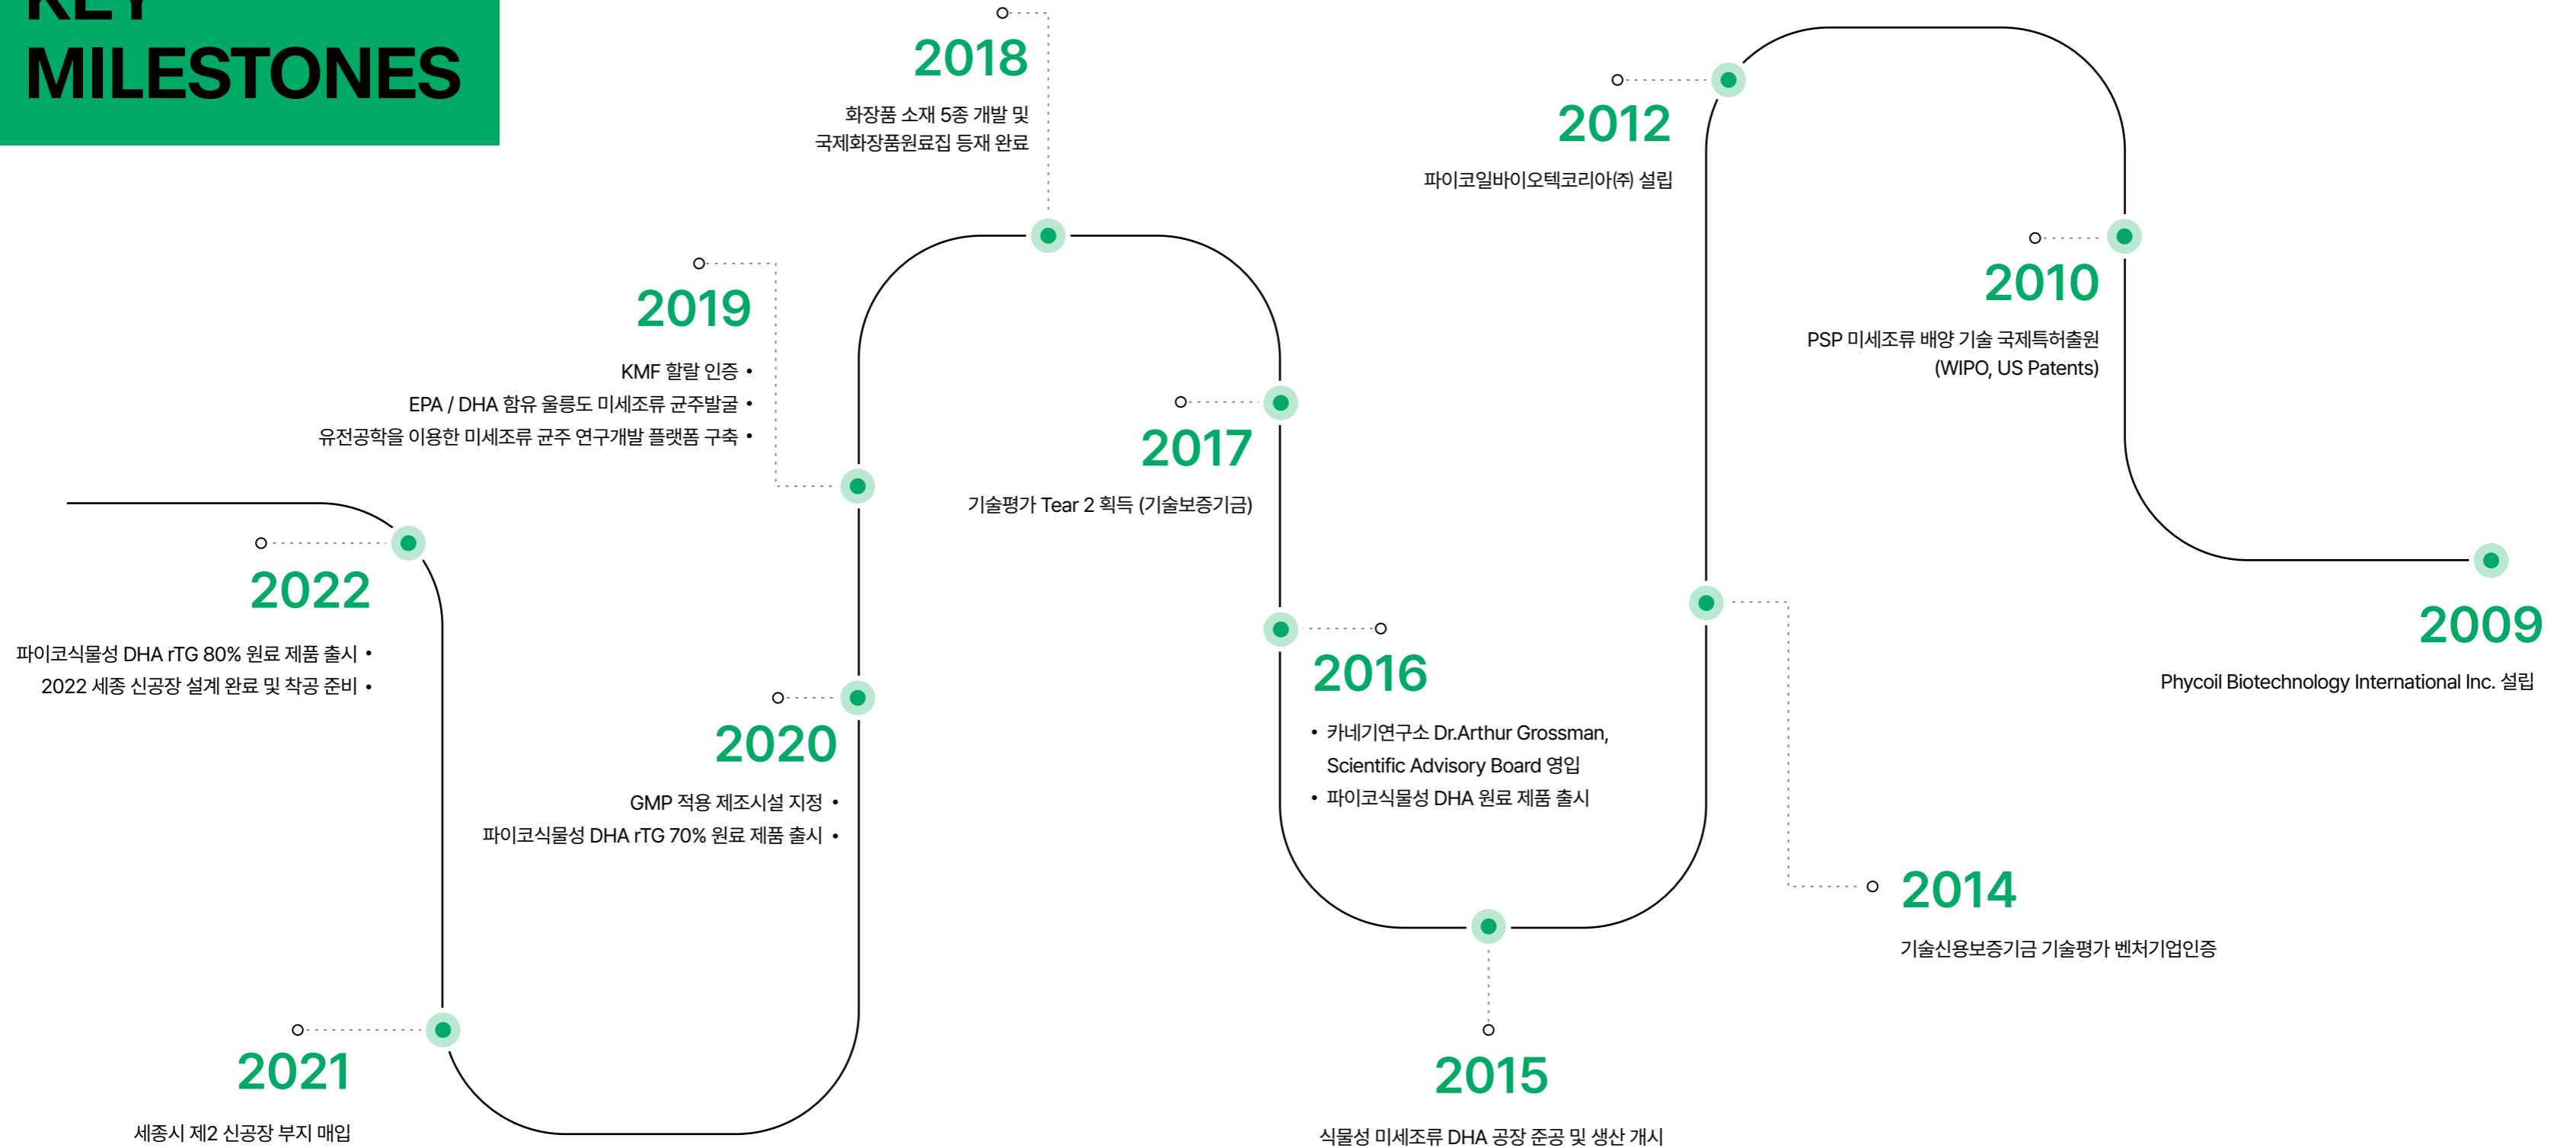 KEY
MILESTONES
2018
화장품 소재 5종 개발 및
국제화장품원료집 등재 완료
2012
파이코일바이오텍코리아㈜ 설립
2019
KMF 할랄 인증 •
EPA / DHA 함유 울릉도 미세조류 균주발굴 •
유전공학을 이용한 미세조류 균주 연구개발 플랫폼 구축 •
2010
PSP 미세조류 배양 기술 국제특허출원
(WIPO, US Patents)
2017
기술평가 Tear 2 획득 (기술보증기금)
2022
파이코식물성 DHA rTG 80% 원료 제품 출시 •
2022 세종 신공장 설계 완료 및 착공 준비 •
2009
Phycoil Biotechnology International Inc. 설립
2016
• 카네기연구소 Dr.Arthur Grossman,
Scientific Advisory Board 영입
• 파이코식물성 DHA 원료 제품 출시
2020
GMP 적용 제조시설 지정 •
파이코식물성 DHA rTG 70% 원료 제품 출시 •
2014
기술신용보증기금 기술평가 벤처기업인증
2021
세종시 제2 신공장 부지 매입
2015
식물성 미세조류 DHA 공장 준공 및 생산 개시